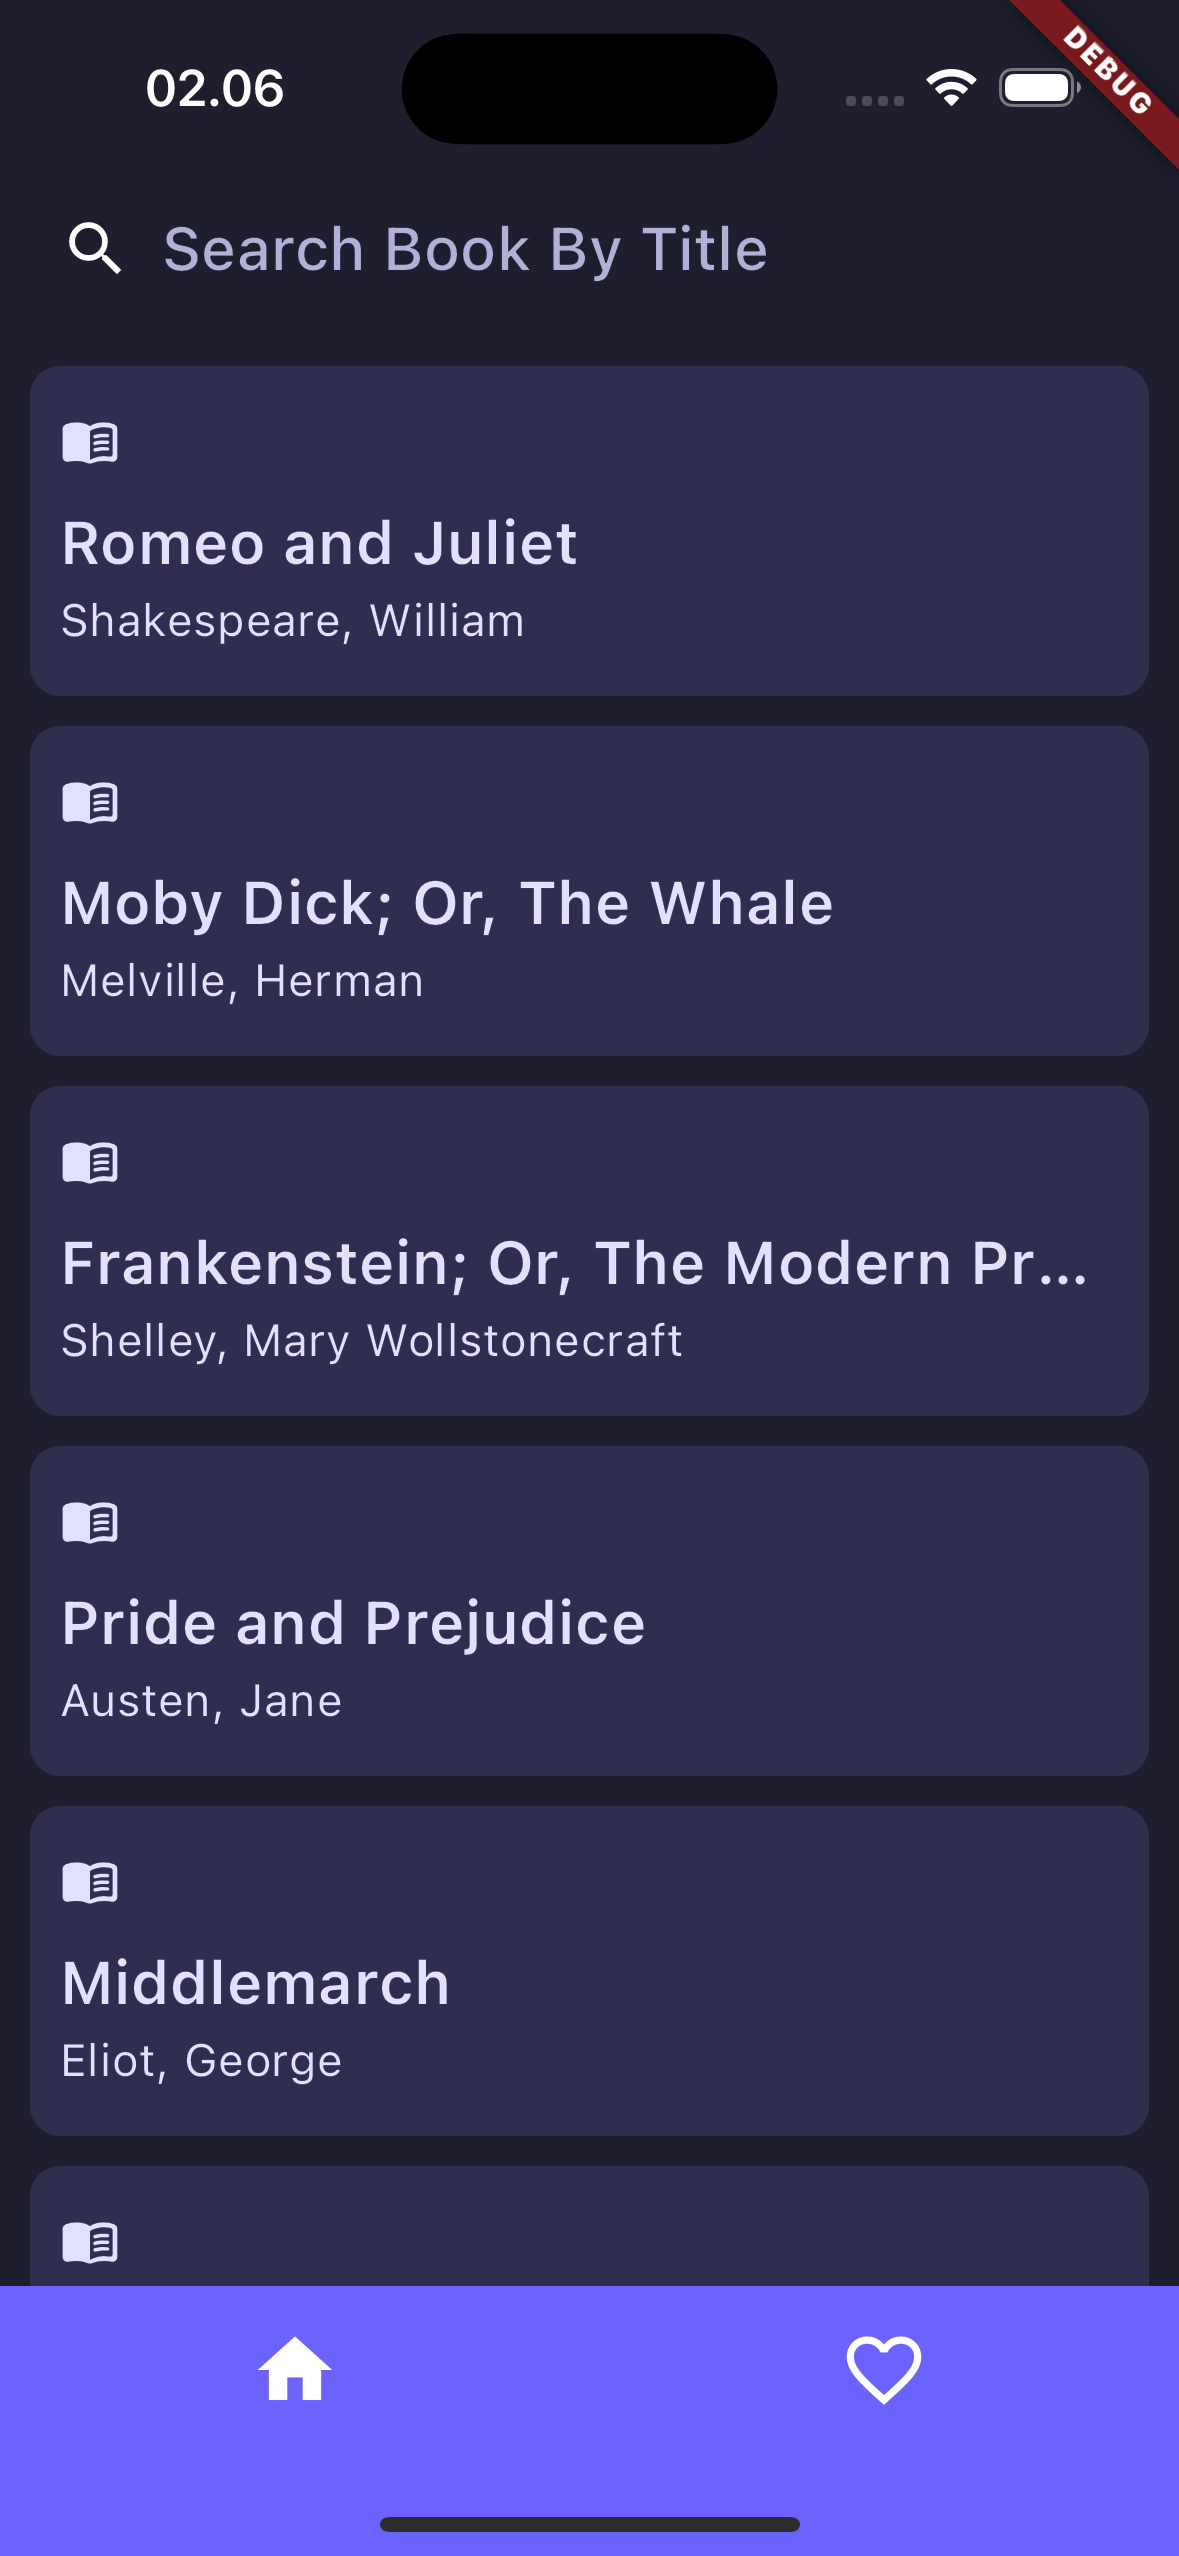 02.06
DEBUG
Search Book By Title
Romeo and Juliet
Shakespeare, William
Moby Dick; Or, The Whale
Melville, Herman
Frankenstein; Or, The Modern Pr...
Shelley, Mary Wollstonecraft
Pride and Prejudice
Austen, Jane
Middlemarch
Eliot, George